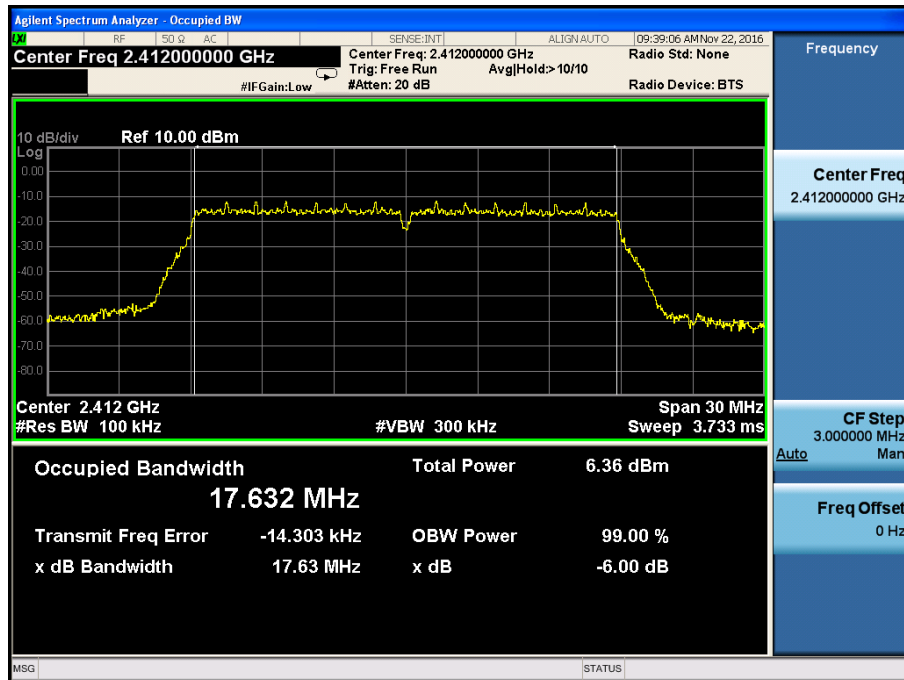 Agilent Spectrum Analyzer - Occupied BW
LXI RF 50 Ω AC SENSE:INT ALIGN AUTO 09:39:06 AM Nov 22, 2016
Center Freq 2.412000000 GHz
Center Freq: 2.412000000 GHz Radio Std: None
Trig: Free Run Avg|Hold:>10/10
#IFGain:Low #Atten: 20 dB Radio Device: BTS
10 dB/div Ref 10.00 dBm
Log
0.00
-10.0
-20.0
-30.0
-40.0
-50.0
-60.0
-70.0
-80.0
Center 2.412 GHz Span 30 MHz
#Res BW 100 kHz #VBW 300 kHz Sweep 3.733 ms
Occupied Bandwidth Total Power 6.36 dBm
17.632 MHz
Transmit Freq Error -14.303 kHz OBW Power 99.00 %
x dB Bandwidth 17.63 MHz x dB -6.00 dB
MSG STATUS
Frequency
Center Freq
2.412000000 GHz
CF Step
3.000000 MHz
Auto Man
Freq Offset
0 Hz